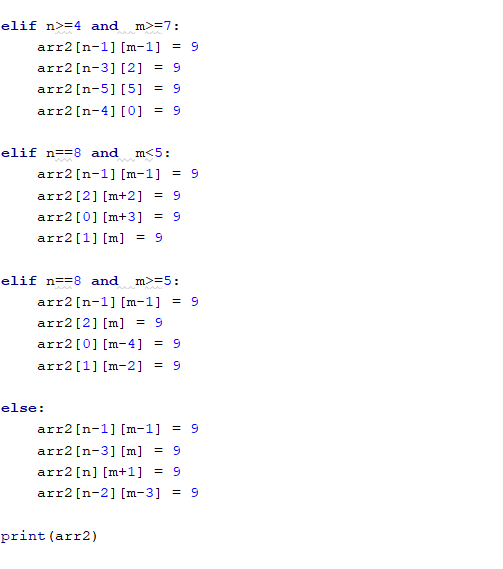 elif n>=4 and  m>=7:
    arr2[n-1][m-1] = 9
    arr2[n-3][2] = 9
    arr2[n-5][5] = 9
    arr2[n-4][0] = 9

elif n==8 and  m<5:
    arr2[n-1][m-1] = 9
    arr2[2][m+2] = 9
    arr2[0][m+3] = 9
    arr2[1][m] = 9

elif n==8 and  m>=5:
    arr2[n-1][m-1] = 9
    arr2[2][m] = 9
    arr2[0][m-4] = 9
    arr2[1][m-2] = 9

else:
    arr2[n-1][m-1] = 9
    arr2[n-3][m] = 9
    arr2[n][m+1] = 9
    arr2[n-2][m-3] = 9

print(arr2)